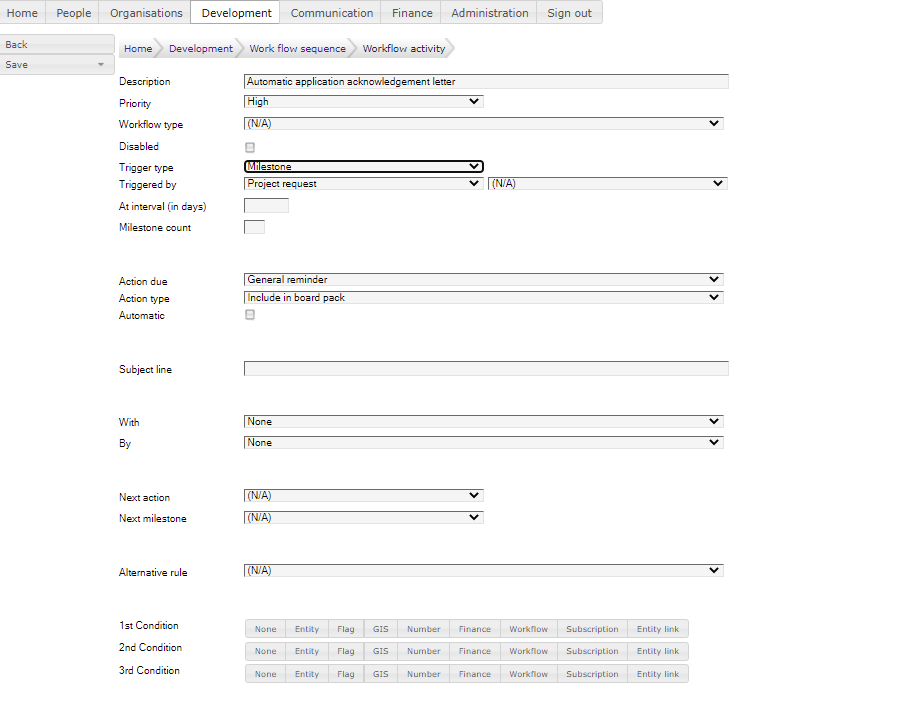 Home People Organisations Development Communication Finance Administration Sign out
Back
Save
Home Development Work flow sequence Workflow activity
Description Automatic application acknowledgement letter
Priority High
Workflow type (N/A)
Disabled
Trigger type Milestone
Triggered by Project request (N/A)
At interval (in days)
Milestone count
Action due General reminder
Action type Include in board pack
Automatic
Subject line
With None
By None
Next action (N/A)
Next milestone (N/A)
Alternative rule (N/A)
1st Condition None Entity Flag GIS Number Finance Workflow Subscription Entity link
2nd Condition None Entity Flag GIS Number Finance Workflow Subscription Entity link
3rd Condition None Entity Flag GIS Number Finance Workflow Subscription Entity link